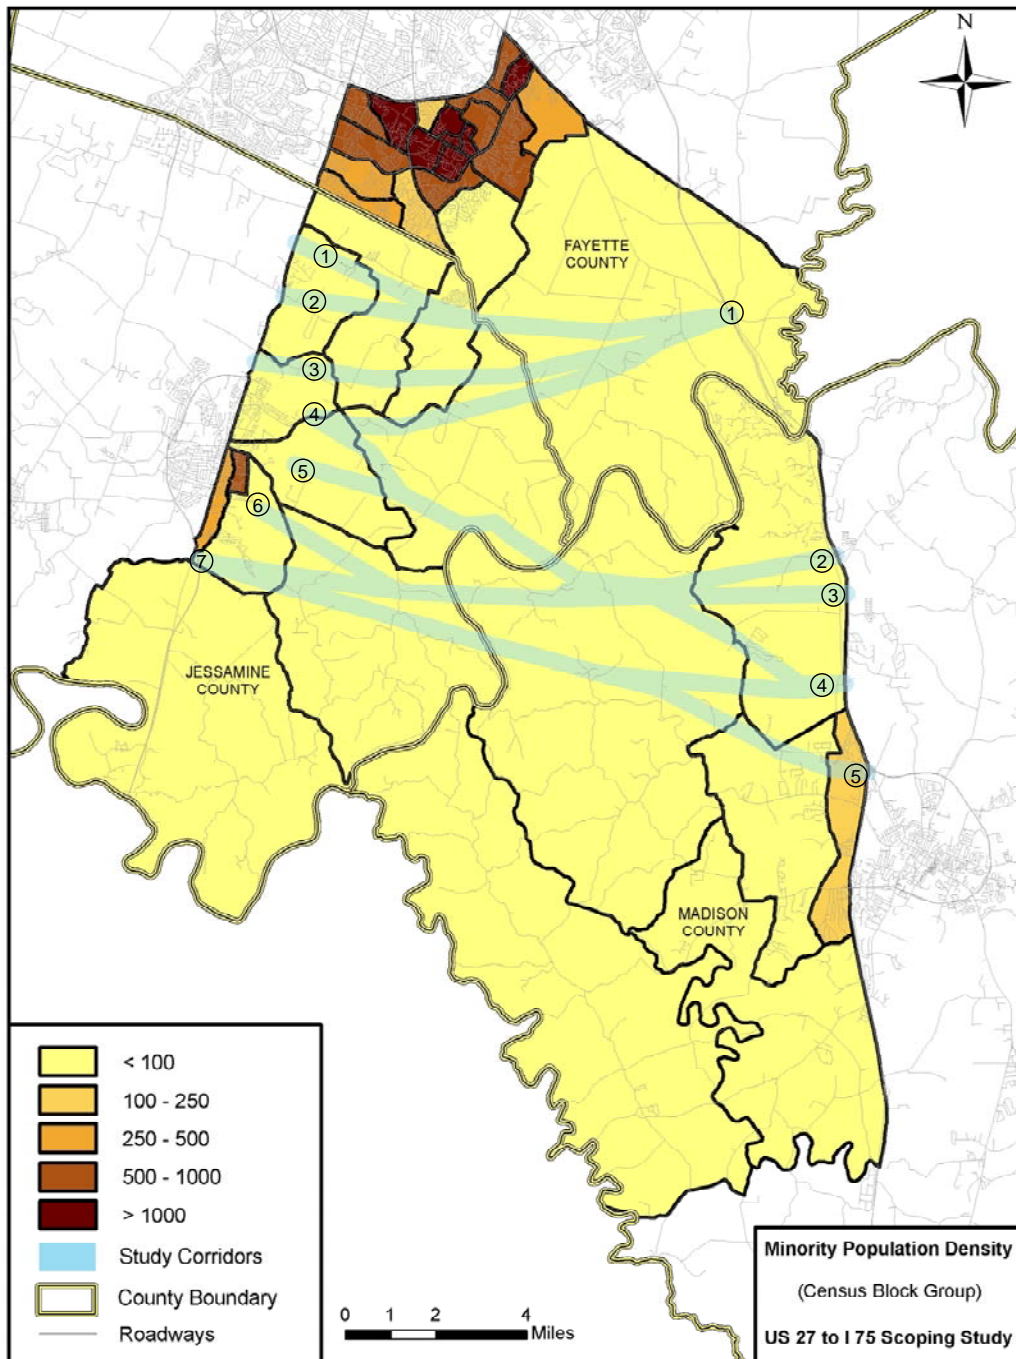 N
FAYETTE
COUNTY
①
①
②
③
④
⑤
⑥
②
⑦
③
JESSAMINE
COUNTY
④
⑤
MADISON
COUNTY
< 100
100 - 250
250 - 500
500 - 1000
> 1000
Study Corridors
County Boundary
Roadways
0 1 2 4
Miles
Minority Population Density
(Census Block Group)
US 27 to I 75 Scoping Study